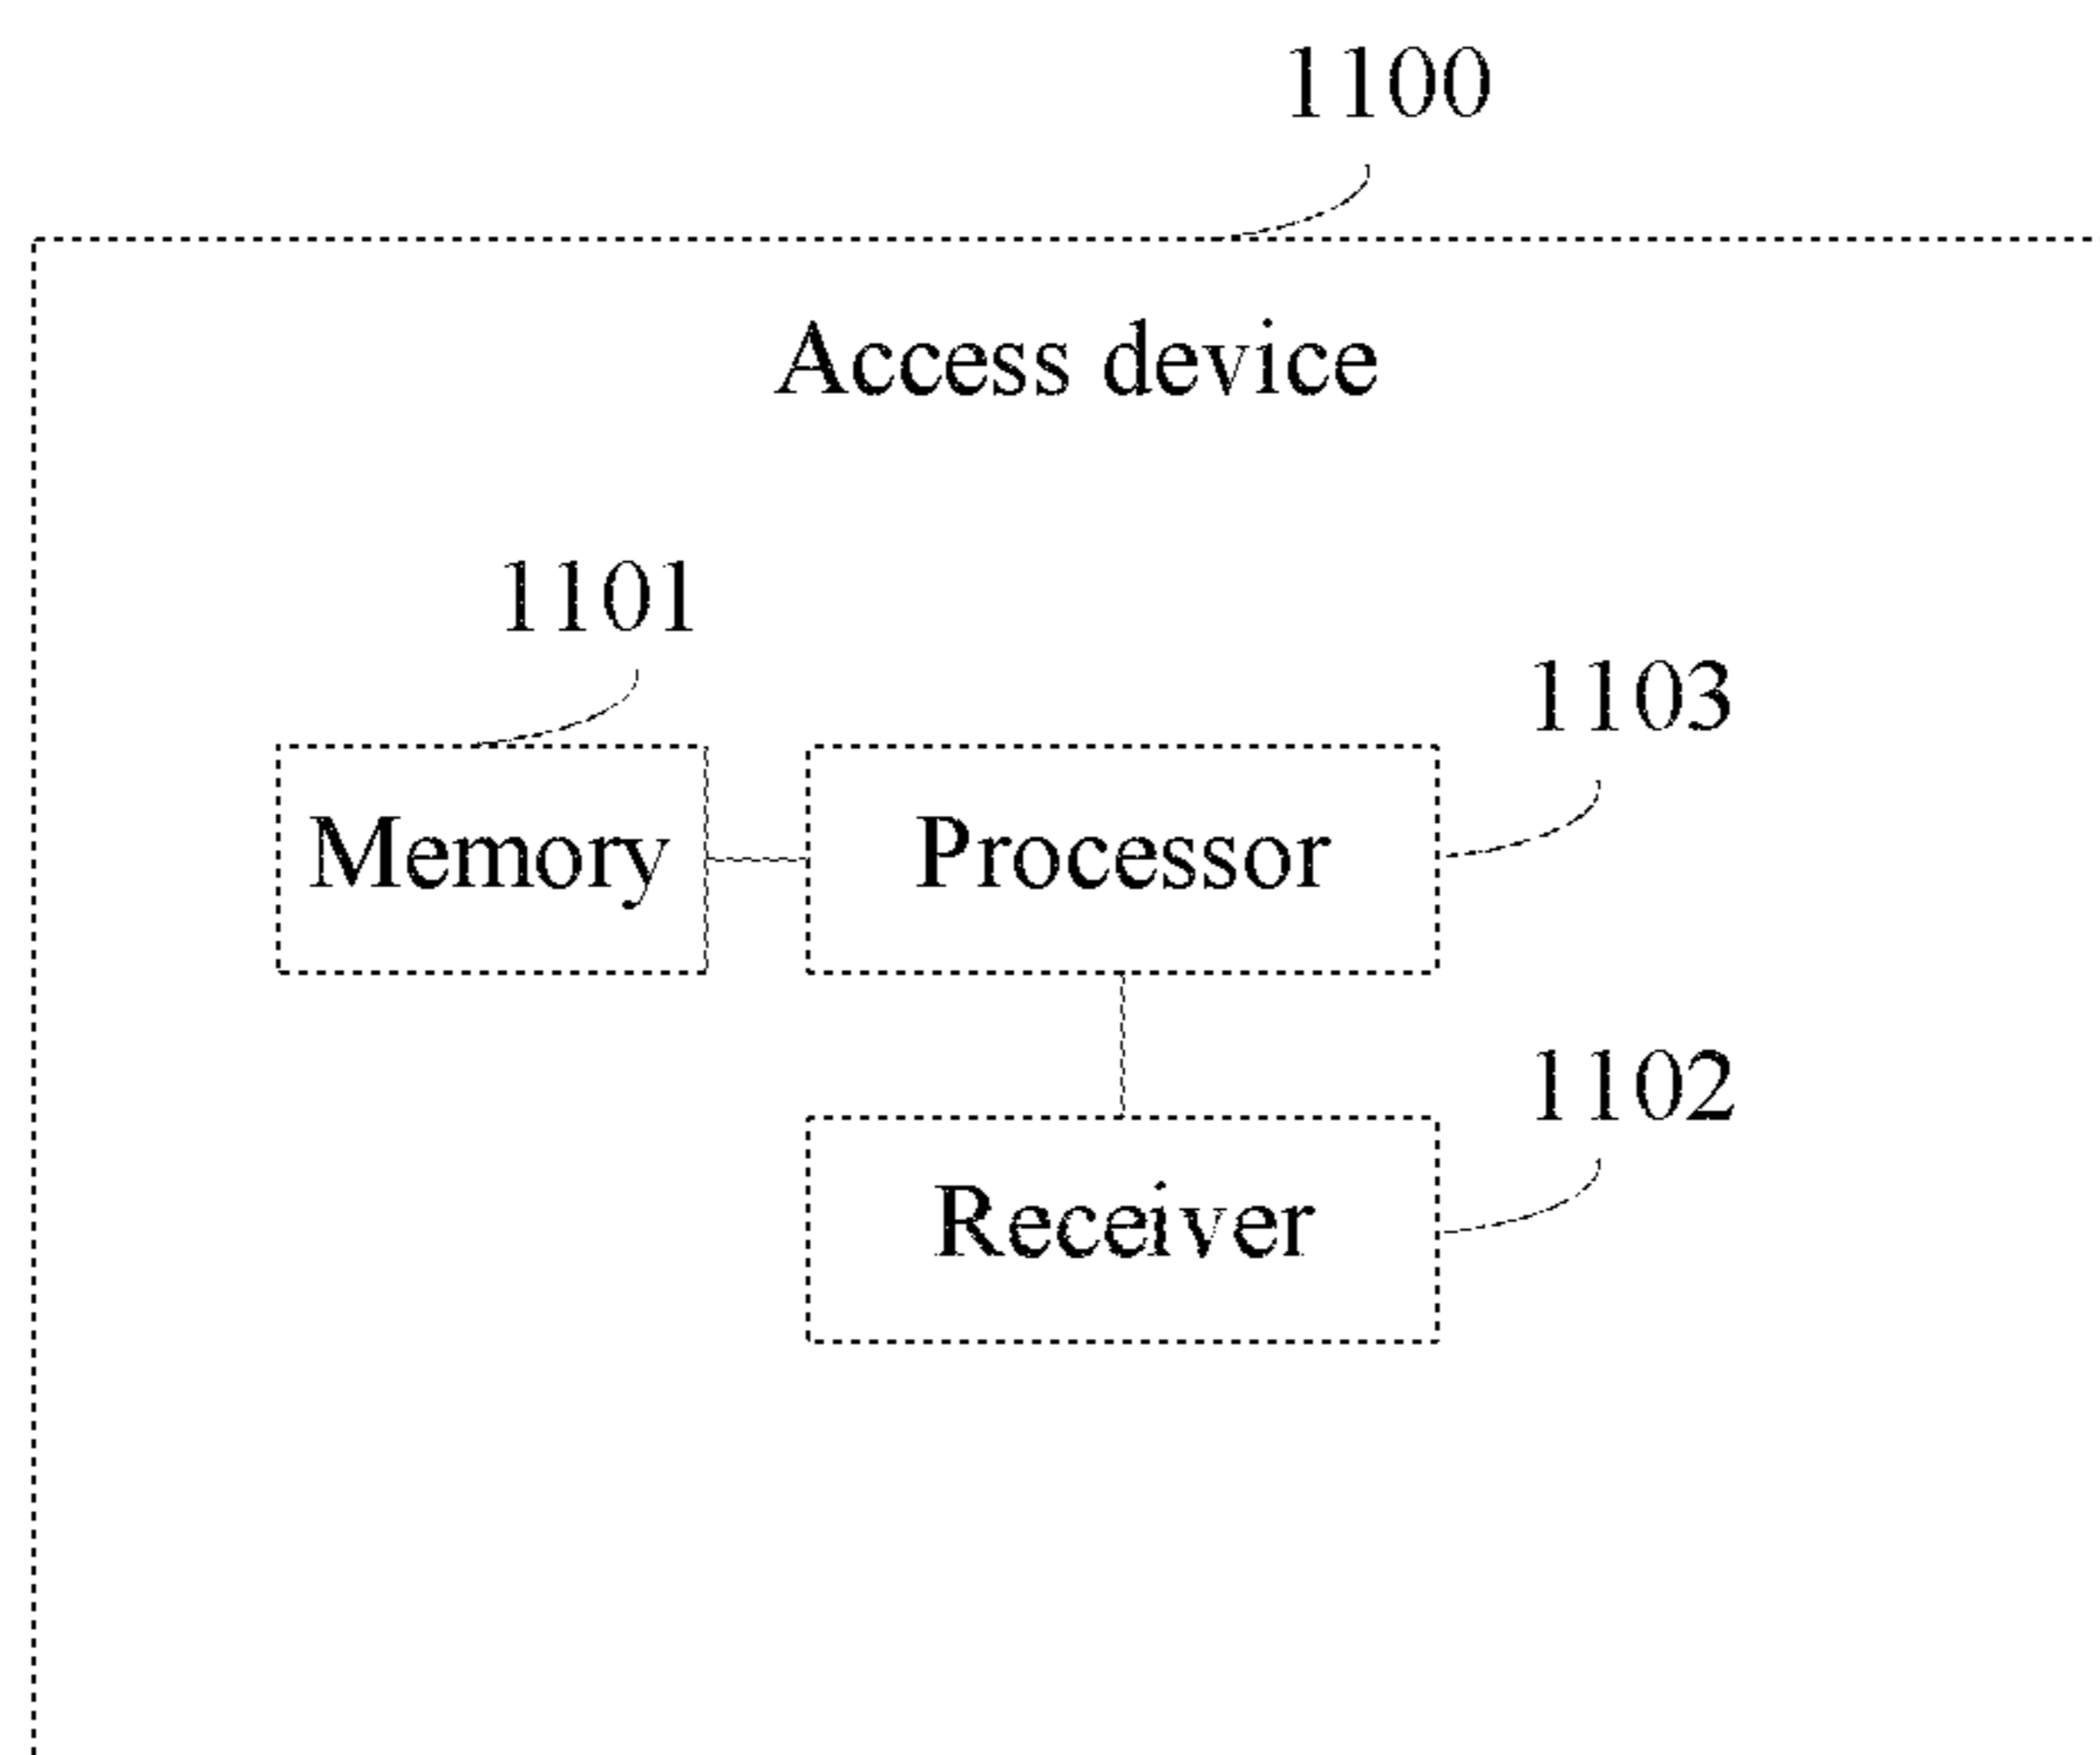 1100
Access device
1101
1103
Memory
Processor
1102
Receiver